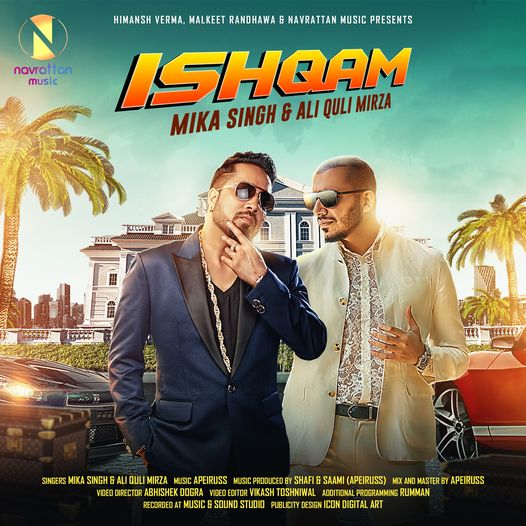 HIMANSH VERMA, MALKEET RANDHAWA & NAVRATTAN MUSIC PRESENTS
N
navrattan
music
ISHQAM
MIKA SINGH & ALI QULI MIRZA
SINGERS MIKA SINGH & ALI QULI MIRZA MUSIC APEIRUSS MUSIC PRODUCED BY SHAFI & SAAMI (APEIRUSS) MIX AND MASTER BY APEIRUSS
VIDEO DIRECTOR ABHISHEK DOGRA VIDEO EDITOR VIKASH TOSHNIWAL ADDITIONAL PROGRAMMING RUMMAN
RECORDED AT MUSIC & SOUND STUDIO PUBLICITY DESIGN ICON DIGITAL ART